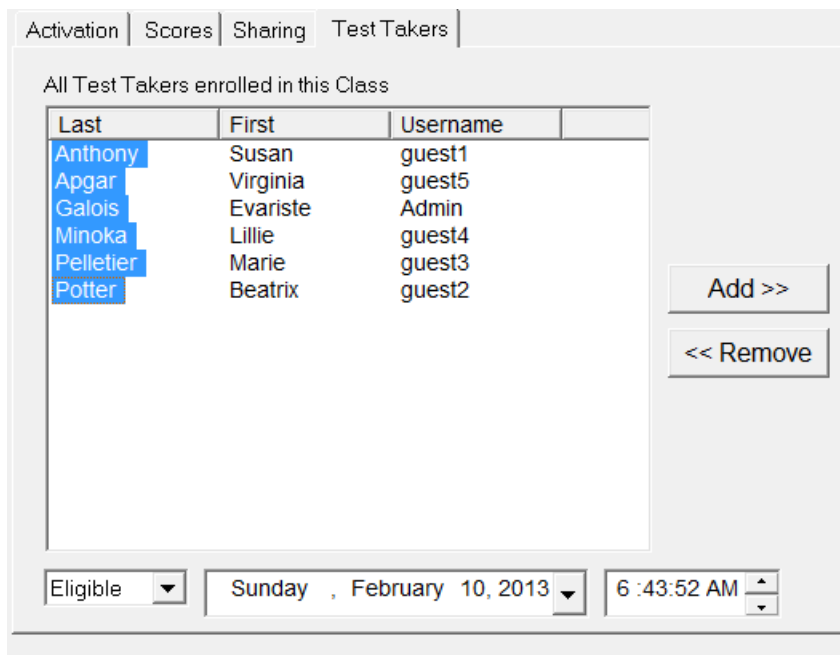 Activation Scores Sharing Test Takers
All Test Takers enrolled in this Class
Last First Username
Anthony Susan guest1
Apgar Virginia guest5
Galois Evariste Admin
Minoka Lillie guest4
Pelletier Marie guest3
Potter Beatrix guest2
Add >>
<< Remove
Eligible Sunday , February 10, 2013 6 :43:52 AM